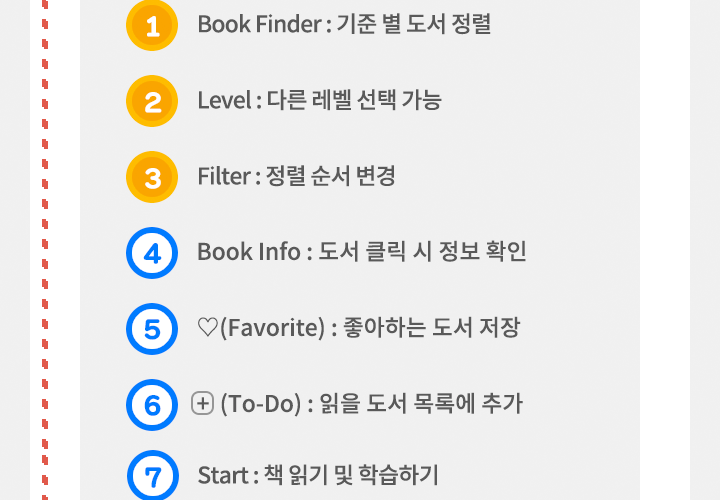 1 Book Finder : 기준 별 도서 정렬
2 Level : 다른 레벨 선택 가능
3 Filter : 정렬 순서 변경
4 Book Info : 도서 클릭 시 정보 확인
5 ♡(Favorite) : 좋아하는 도서 저장
6 + (To-Do) : 읽을 도서 목록에 추가
7 Start : 책 읽기 및 학습하기